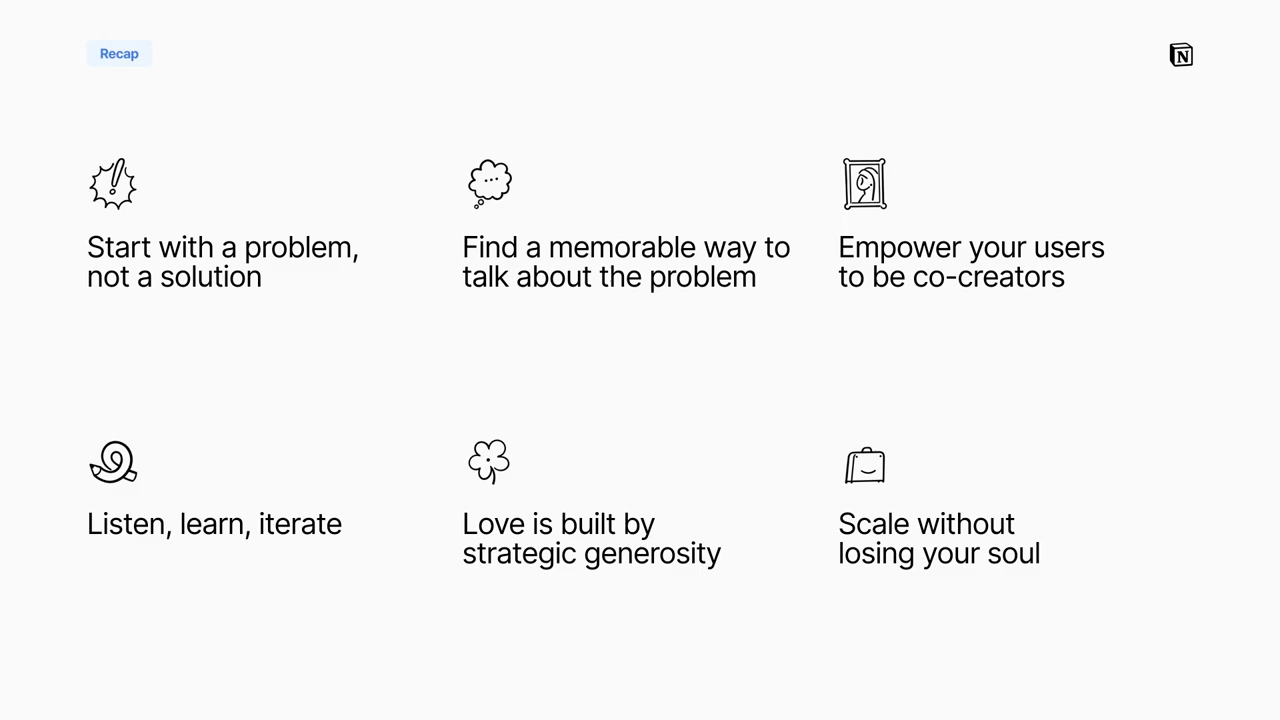 Recap
N
Start with a problem,
not a solution
Find a memorable way to
talk about the problem
Empower your users
to be co-creators
Listen, learn, iterate
Love is built by
strategic generosity
Scale without
losing your soul